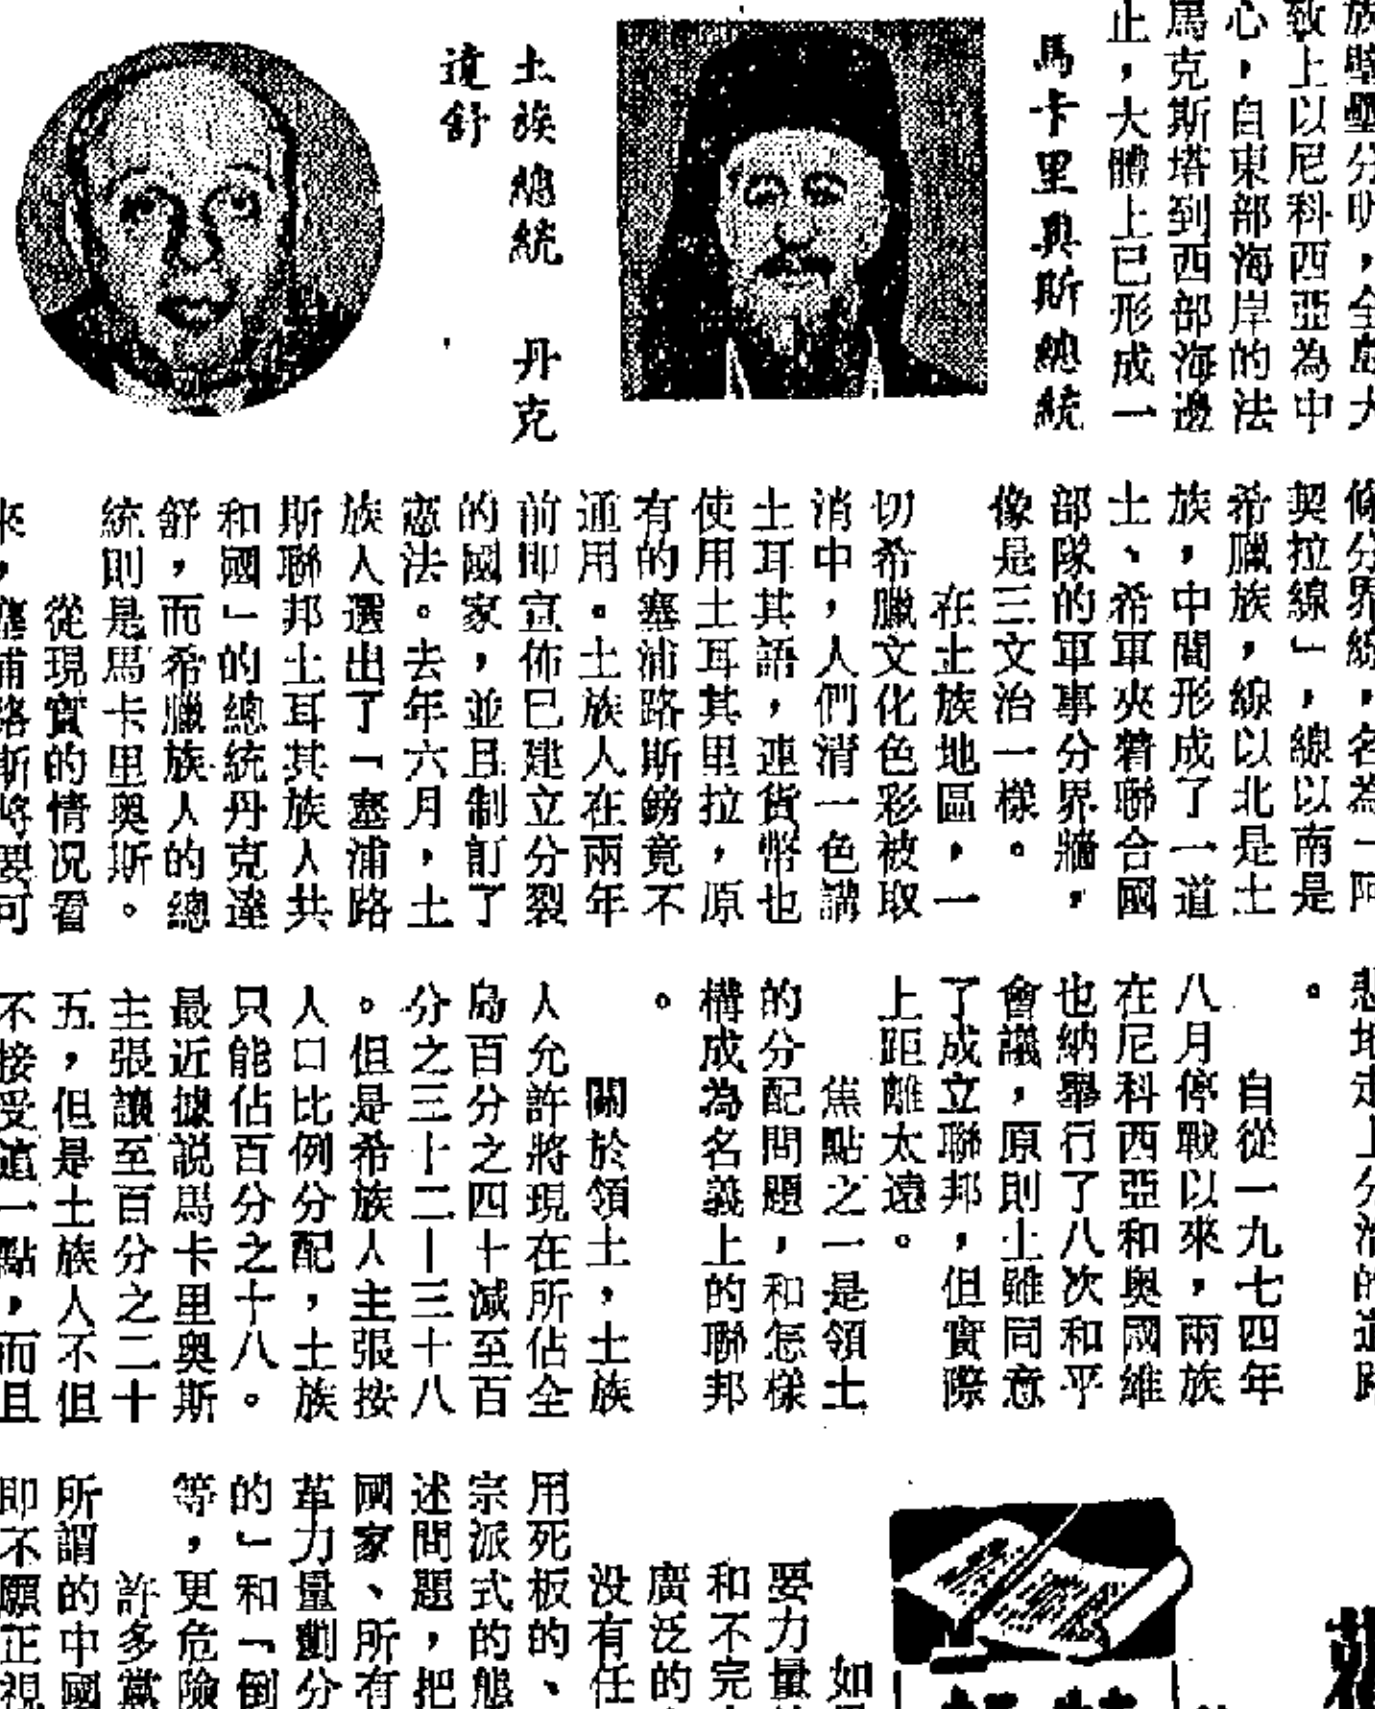 族壁壘分明，全島大
致上以尼科西亞為中
心，自東部海岸的法
馬克斯塔到西部海邊
止，大體上已形成一
馬卡里奧斯總統
土族總統 丹克
達舒
條分界線，名為「阿
契拉線」，線以南是
希臘族，線以北是土
族，中間形成了一道
土、希軍夾着聯合國
部隊的軍事分界牆，
像是三文治一樣。
在土族地區，一
切希臘文化色彩被取
消中，人們清一色講
土耳其語，連貨幣也
使用土耳其里拉，原
有的塞浦路斯鎊竟不
通用。土族人在兩年
前即宣佈已建立分裂
的國家，並且制訂了
憲法。去年六月，土
族人選出了「塞浦路
斯聯邦土耳其族人共
和國」的總統丹克達
舒，而希臘族人的總
統則是馬卡里奧斯。
從現實的情況看
來，塞浦路斯將要可
悲地走上分治的道路
。
自從一九七四年
八月停戰以來，兩族
在尼科西亞和奧國維
也納舉行了八次和平
會議，原則上雖同意
了成立聯邦，但實際
上距離太遠。
焦點之一是領土
的分配問題，和怎樣
構成為名義上的聯邦
。
關於領土，土族
人允許將現在所佔全
島百分之四十減至百
分之三十二—三十八
。但是希族人主張按
人口比例分配，土族
只能佔百分之十八。
最近據說馬卡里奧斯
主張讓至百分之二十
五，但是土族人不但
不接受這一點，而且
如
要力量
和不完
廣泛的
没有任
用死板的、
宗派式的態
述問題，把
國家、所有
革力量劃分
的」和「倒
等，更危險
許多黨
所謂的中國
即不願正視